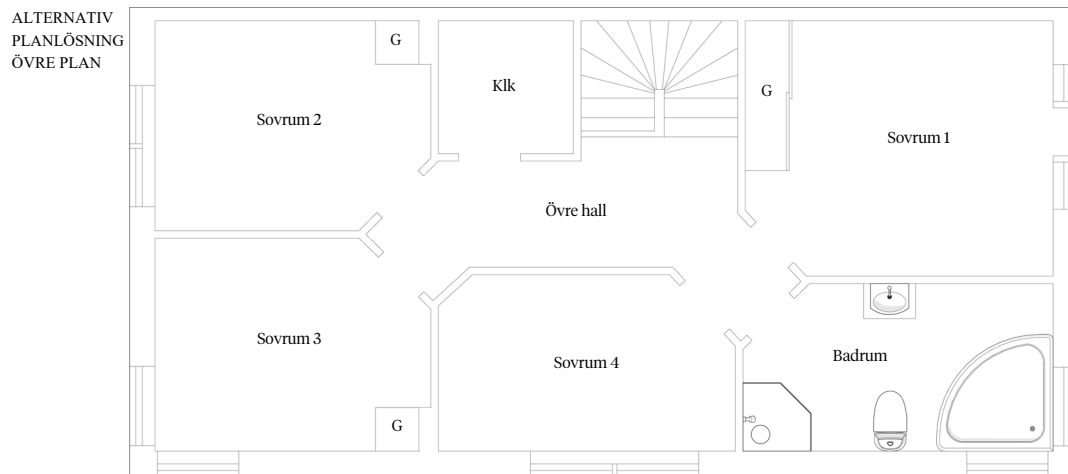 ALTERNATIV
PLANLÖSNING
ÖVRE PLAN
G
Klk
G
Sovrum 2
Sovrum 1
Övre hall
Sovrum 3
Sovrum 4
Badrum
G